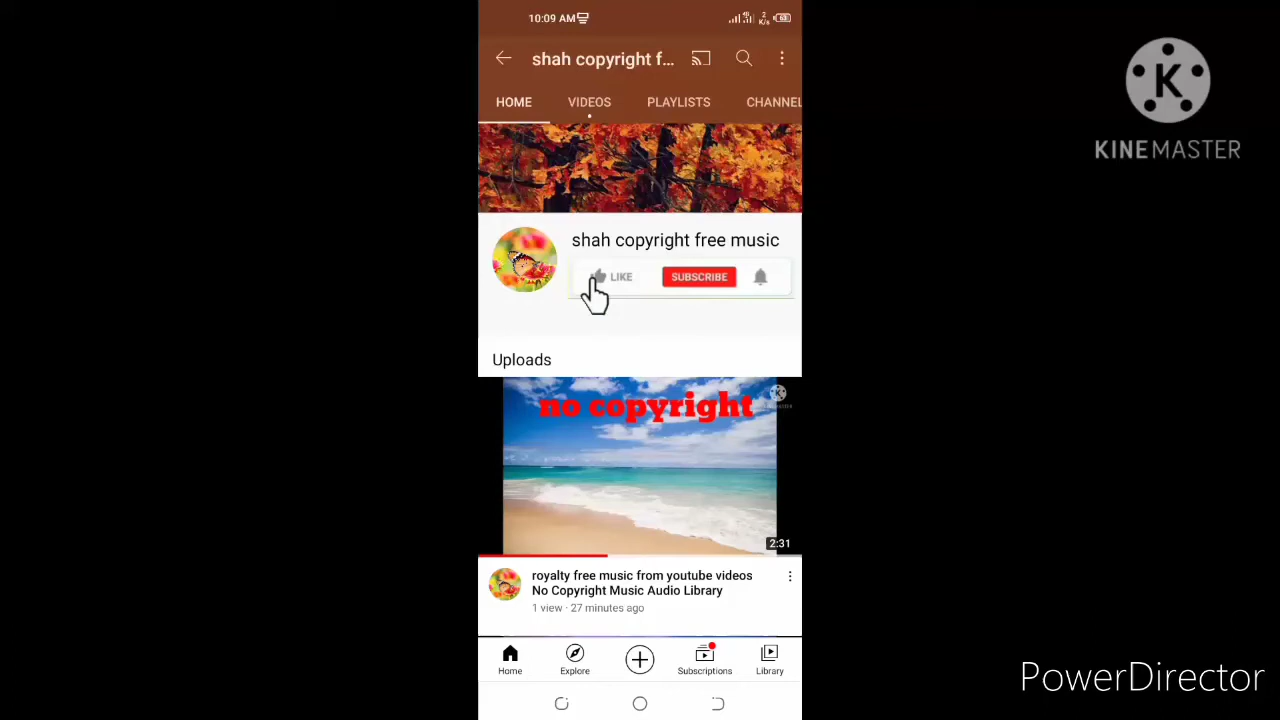 10:09 AM
shah copyright f...
HOME VIDEOS PLAYLISTS CHANNEL
K
KINEMASTER
shah copyright free music
LIKE SUBSCRIBE
Uploads
no copyright
2:31
royalty free music from youtube videos
No Copyright Music Audio Library
1 view · 27 minutes ago
Home Explore Subscriptions Library
PowerDirector